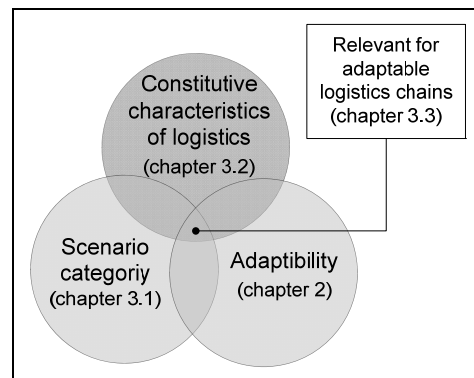 Relevant for
adaptable
logistics chains
(chapter 3.3)
Constitutive
characteristics
of logistics
(chapter 3.2)
Scenario
categoriy
(chapter 3.1)
Adaptibility
(chapter 2)